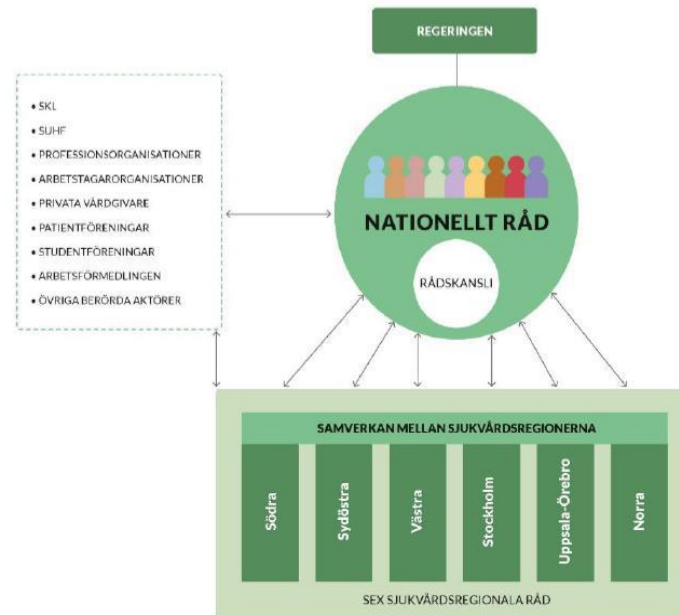 REGERINGEN
• SKL
• SUHF
• PROFESSIONSORGANISATIONER
• ARBETSTAGARORGANISATIONER
• PRIVATA VÅRDGIVARE
• PATIENTFÖRENINGAR
• STUDENTFÖRENINGAR
• ARBETSFÖRMEDLINGEN
• ÖVRIGA BERÖRDA AKTÖRER
NATIONELLT RÅD
RÅDSKANSLI
SAMVERKAN MELLAN SJUKVÅRDSREGIONERNA
Södra
Sydöstra
Västra
Stockholm
Uppsala-Örebro
Norra
SEX SJUKVÅRDSREGIONALA RÅD